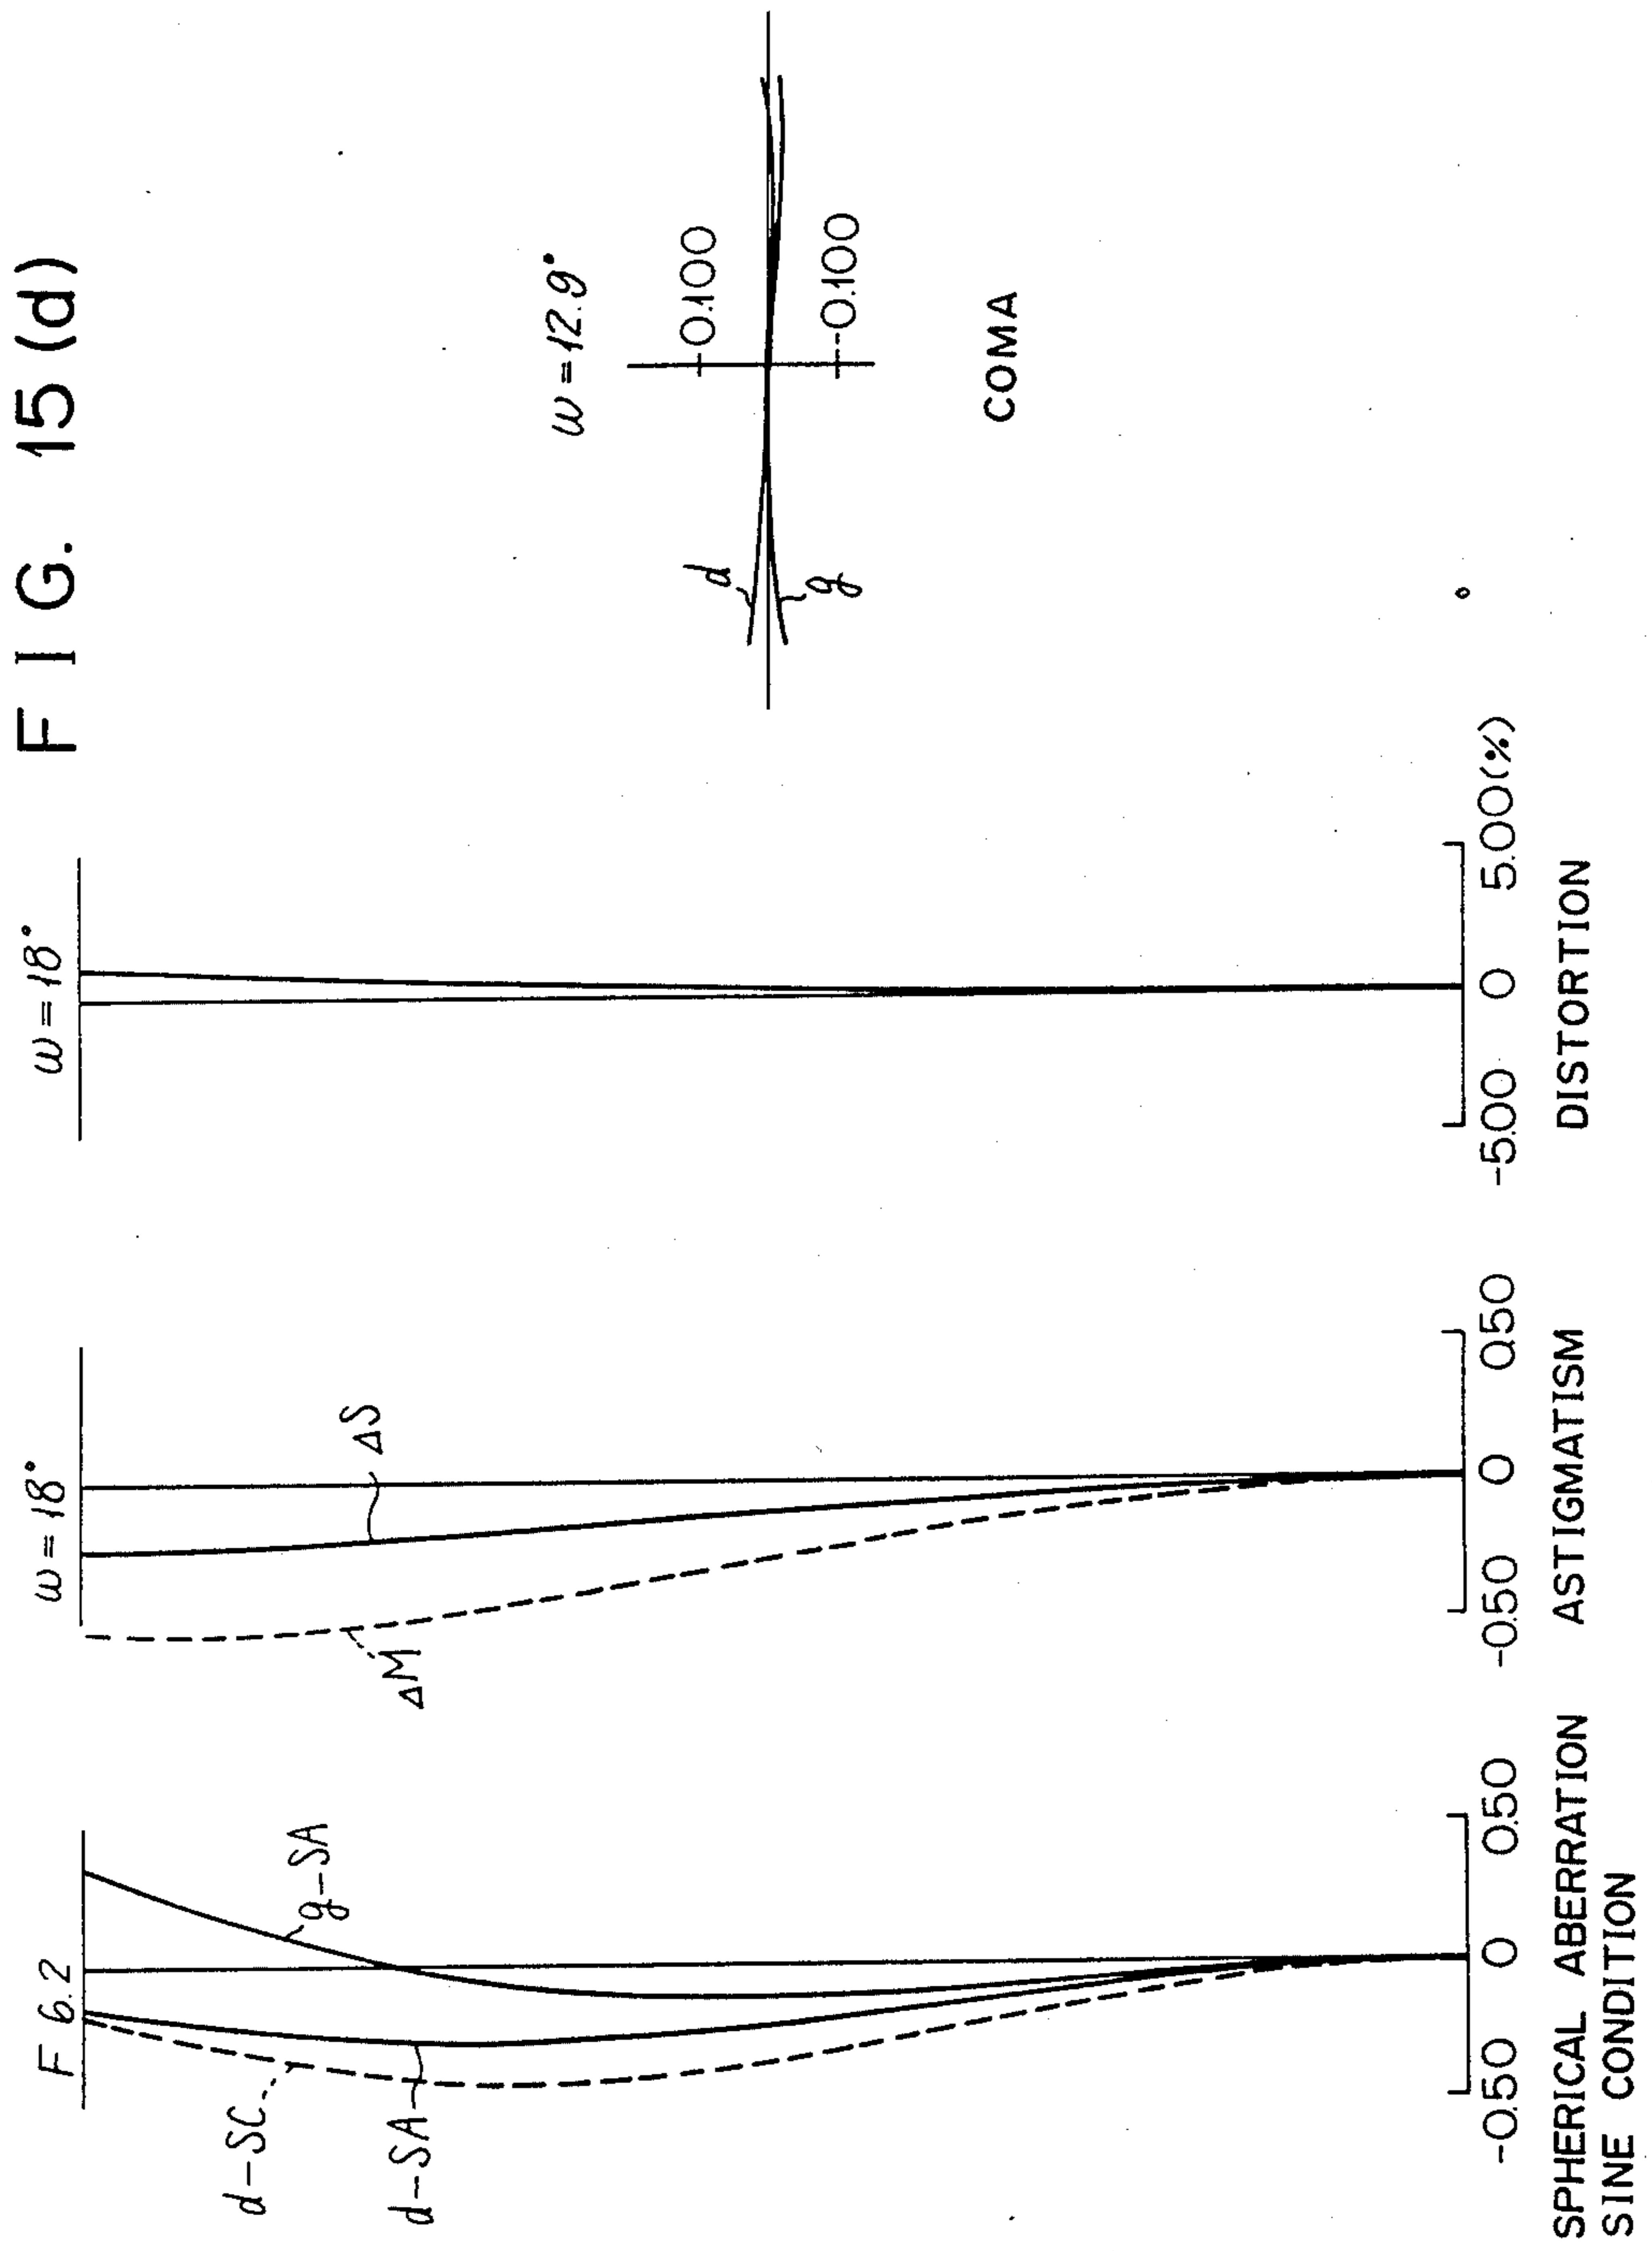 F I G. 15 (d)
F 6.2
g-SA
d-SC
d-SA
-0.50 0 0.50
SPHERICAL ABERRATION
SINE CONDITION
ω=18°
ΔS
ΔM
-0.50 0 0.50
ASTIGMATISM
ω=18°
-5.00 0 5.00(%)
DISTORTION
ω=12.9°
0.100
-0.100
d
g
COMA